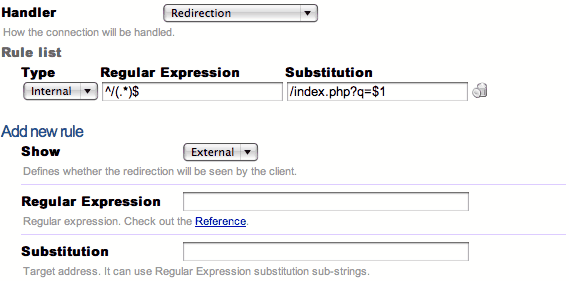 Handler Redirection
How the connection will be handled.
Rule list
Type Regular Expression Substitution
Internal ^/(.*)$ /index.php?q=$1
Add new rule
Show External
Defines whether the redirection will be seen by the client.
Regular Expression
Regular expression. Check out the Reference.
Substitution
Target address. It can use Regular Expression substitution sub-strings.